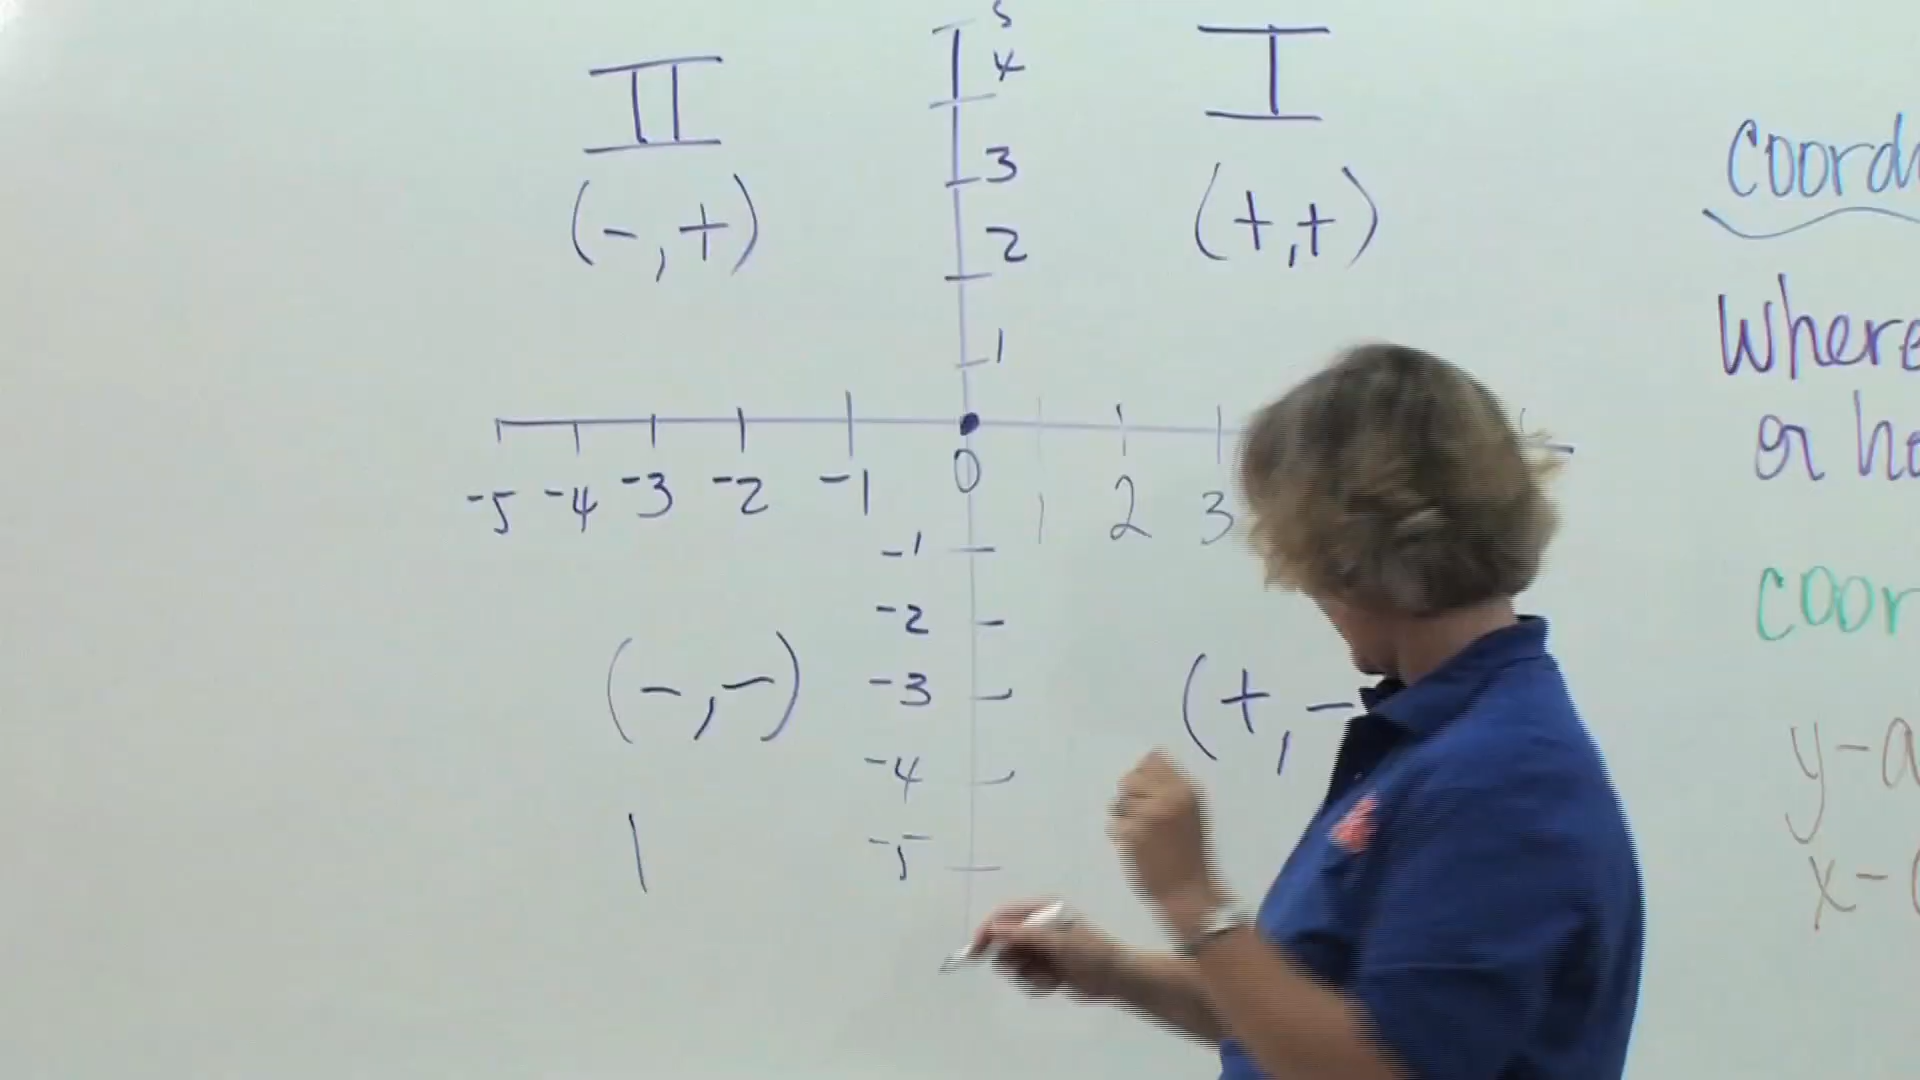 5
4
3
2
1
II
(-,+)
I
(+,+)
-5 -4 -3 -2 -1 0 1 2 3
-1
-2
-3
-4
-5
(-,-)
(+,-
|
coord
Where
or ho
coor
y-a
x-